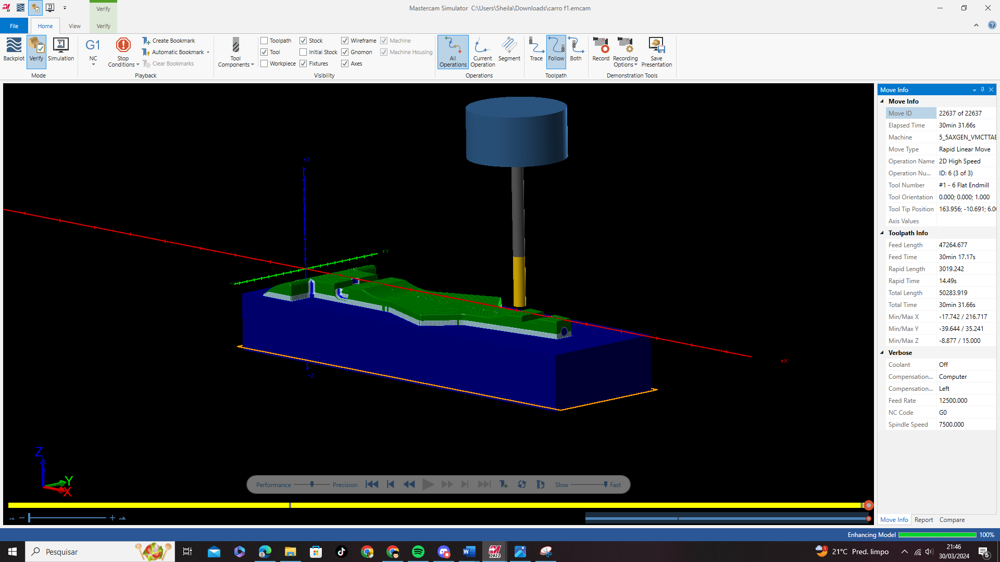 Verify
Mastercam Simulator  C:\Users\Sheila\Downloads\carro f1.emcam
File
Home
View
Verify
Backplot
Verify
Simulation
Mode
G1
NC
Stop Conditions
Create Bookmark
Automatic Bookmark
Clear Bookmarks
Playback
Tool Components
Toolpath
Stock
Wireframe
Machine
Tool
Initial Stock
Gnomon
Machine Housing
Workpiece
Fixtures
Axes
Visibility
All Operations
Current Operation
Segment
Operations
Trace
Follow
Both
Toolpath
Record
Recording Options
Save Presentation
Demonstration Tools
Move Info
Move Info
Move ID 22637 of 22637
Elapsed Time 30min 31.66s
Machine 5_5AXGEN_VMCTTAE
Move Type Rapid Linear Move
Operation Name 2D High Speed
Operation Nu... ID: 6 (3 of 3)
Tool Number #1 - 6 Flat Endmill
Tool Orientation 0.000; 0.000; 1.000
Tool Tip Position 163.956; -10.691; 6.00
Axis Values
Toolpath Info
Feed Length 47264.677
Feed Time 30min 17.17s
Rapid Length 3019.242
Rapid Time 14.49s
Total Length 50283.919
Total Time 30min 31.66s
Min/Max X -17.742 / 216.717
Min/Max Y -39.644 / 35.241
Min/Max Z -8.877 / 15.000
Verbose
Coolant Off
Compensation... Computer
Compensation... Left
Feed Rate 12500.000
NC Code G0
Spindle Speed 7500.000
Move Info
Report
Compare
+Z
+Y
+X
-Z
Z
Y
X
Performance
Precision
Slow
Fast
Enhancing Model 100%
Pesquisar
2022
1
21°C Pred. limpo
21:46
30/03/2024
6